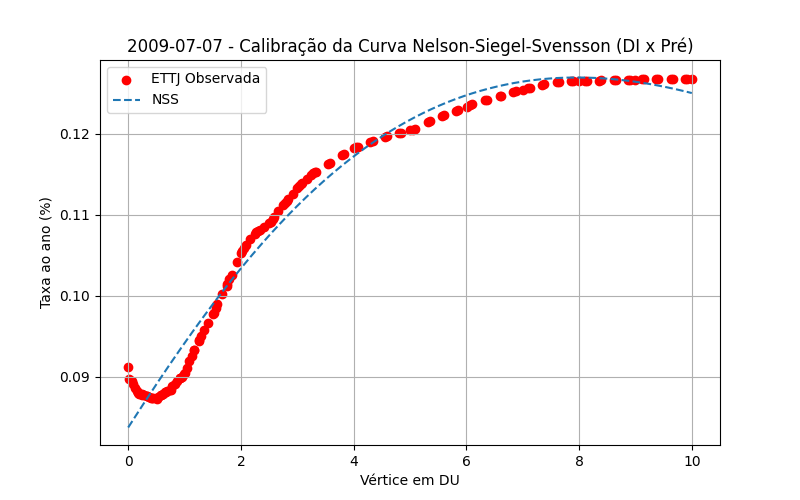 2009-07-07 - Calibração da Curva Nelson-Siegel-Svensson (DI x Pré)
ETTJ Observada
NSS
Taxa ao ano (%)
0.12
0.11
0.10
0.09
0 2 4 6 8 10
Vértice em DU